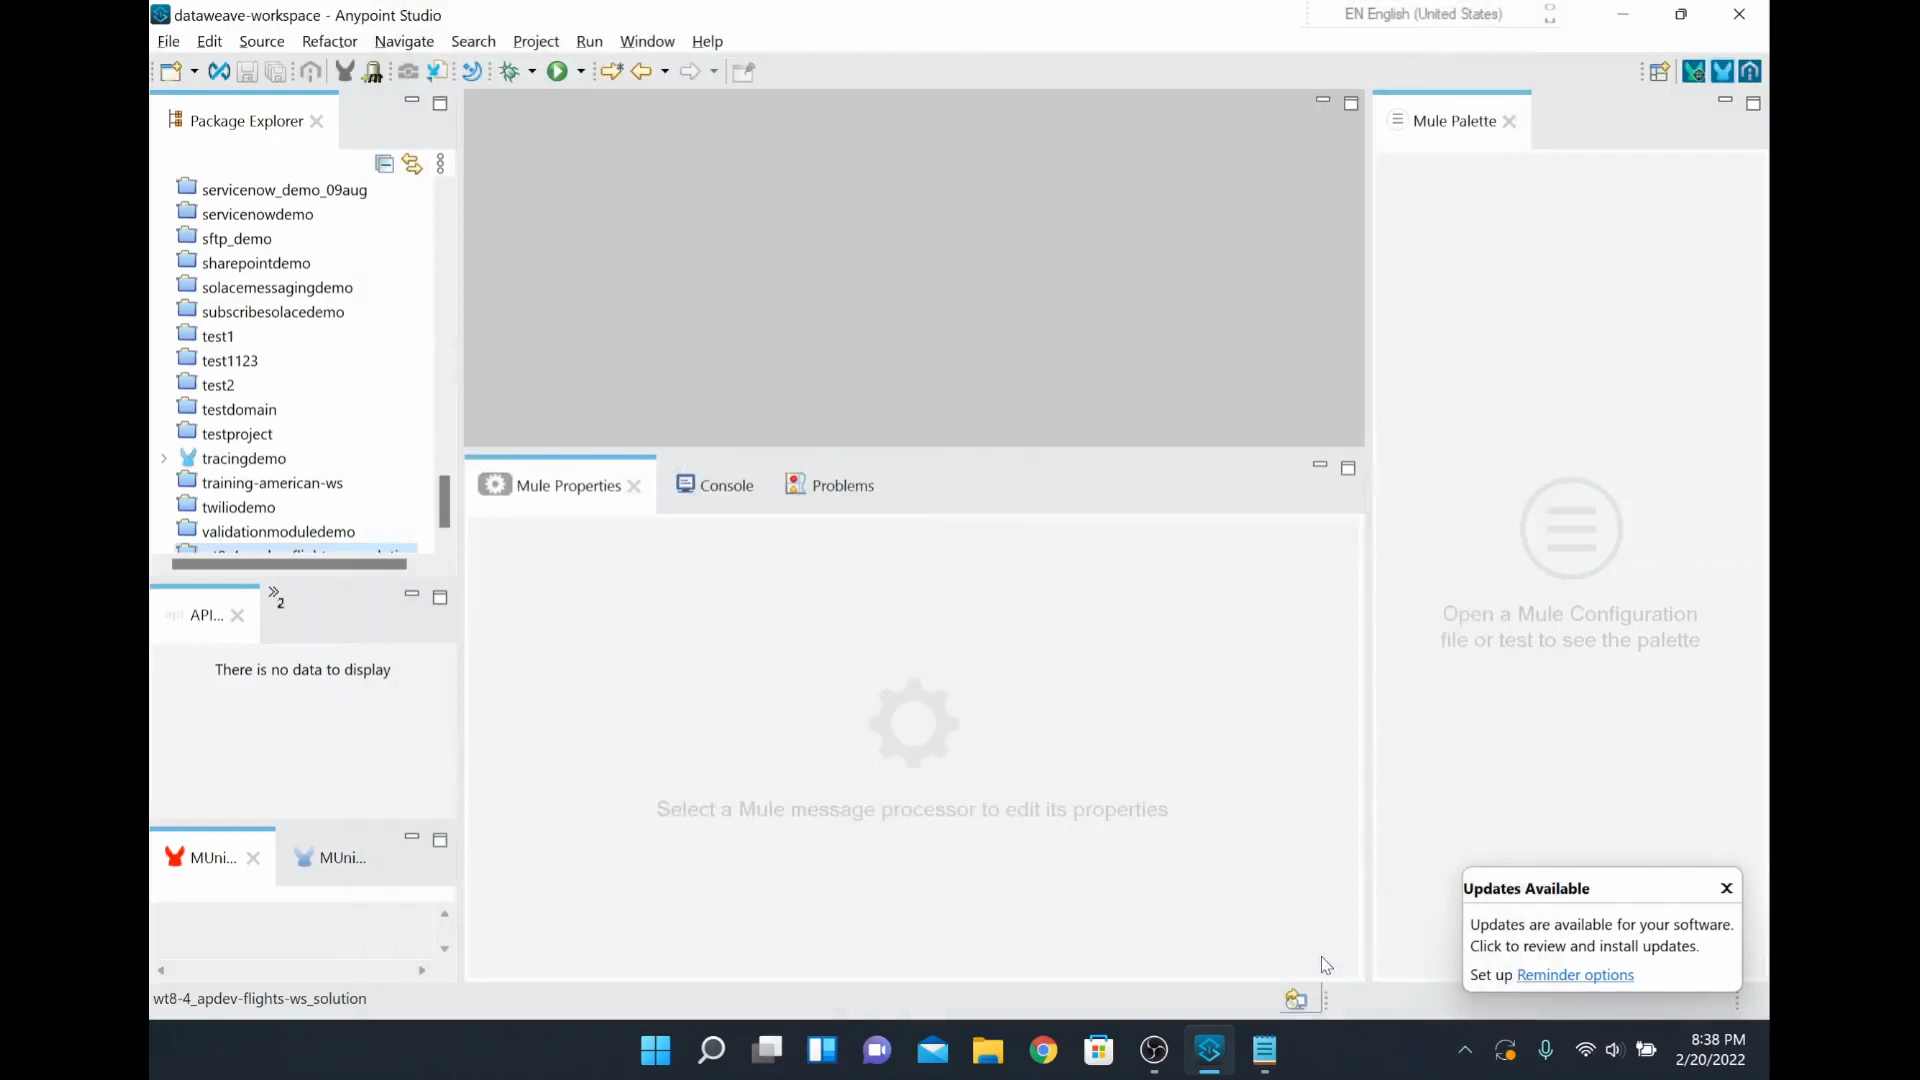 dataweave-workspace - Anypoint Studio
EN English (United States)
File Edit Source Refactor Navigate Search Project Run Window Help
Package Explorer
Mule Palette
servicenow_demo_09aug
servicenowdemo
sftp_demo
sharepointdemo
solacemessagingdemo
subscribesolacedemo
test1
test1123
test2
testdomain
testproject
tracingdemo
training-american-ws
twiliodemo
validationmoduledemo
Mule Properties
Console
Problems
Open a Mule Configuration
file or test to see the palette
2
API...
There is no data to display
Select a Mule message processor to edit its properties
MUni...
MUni...
Updates Available
X
Updates are available for your software.
Click to review and install updates.
Set up Reminder options
wt8-4_apdev-flights-ws_solution
8:38 PM
2/20/2022